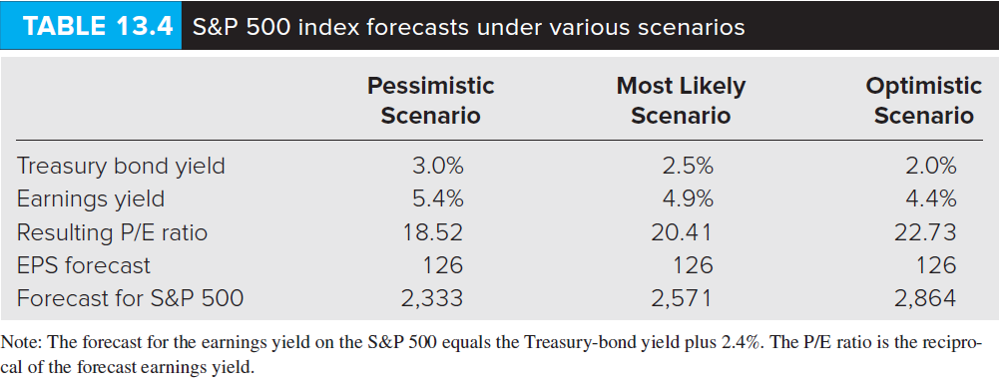 TABLE 13.4 S&P 500 index forecasts under various scenarios
Pessimistic Most Likely Optimistic
Scenario Scenario Scenario
Treasury bond yield 3.0% 2.5% 2.0%
Earnings yield 5.4% 4.9% 4.4%
Resulting P/E ratio 18.52 20.41 22.73
EPS forecast 126 126 126
Forecast for S&P 500 2,333 2,571 2,864
Note: The forecast for the earnings yield on the S&P 500 equals the Treasury-bond yield plus 2.4%. The P/E ratio is the recipro-
cal of the forecast earnings yield.